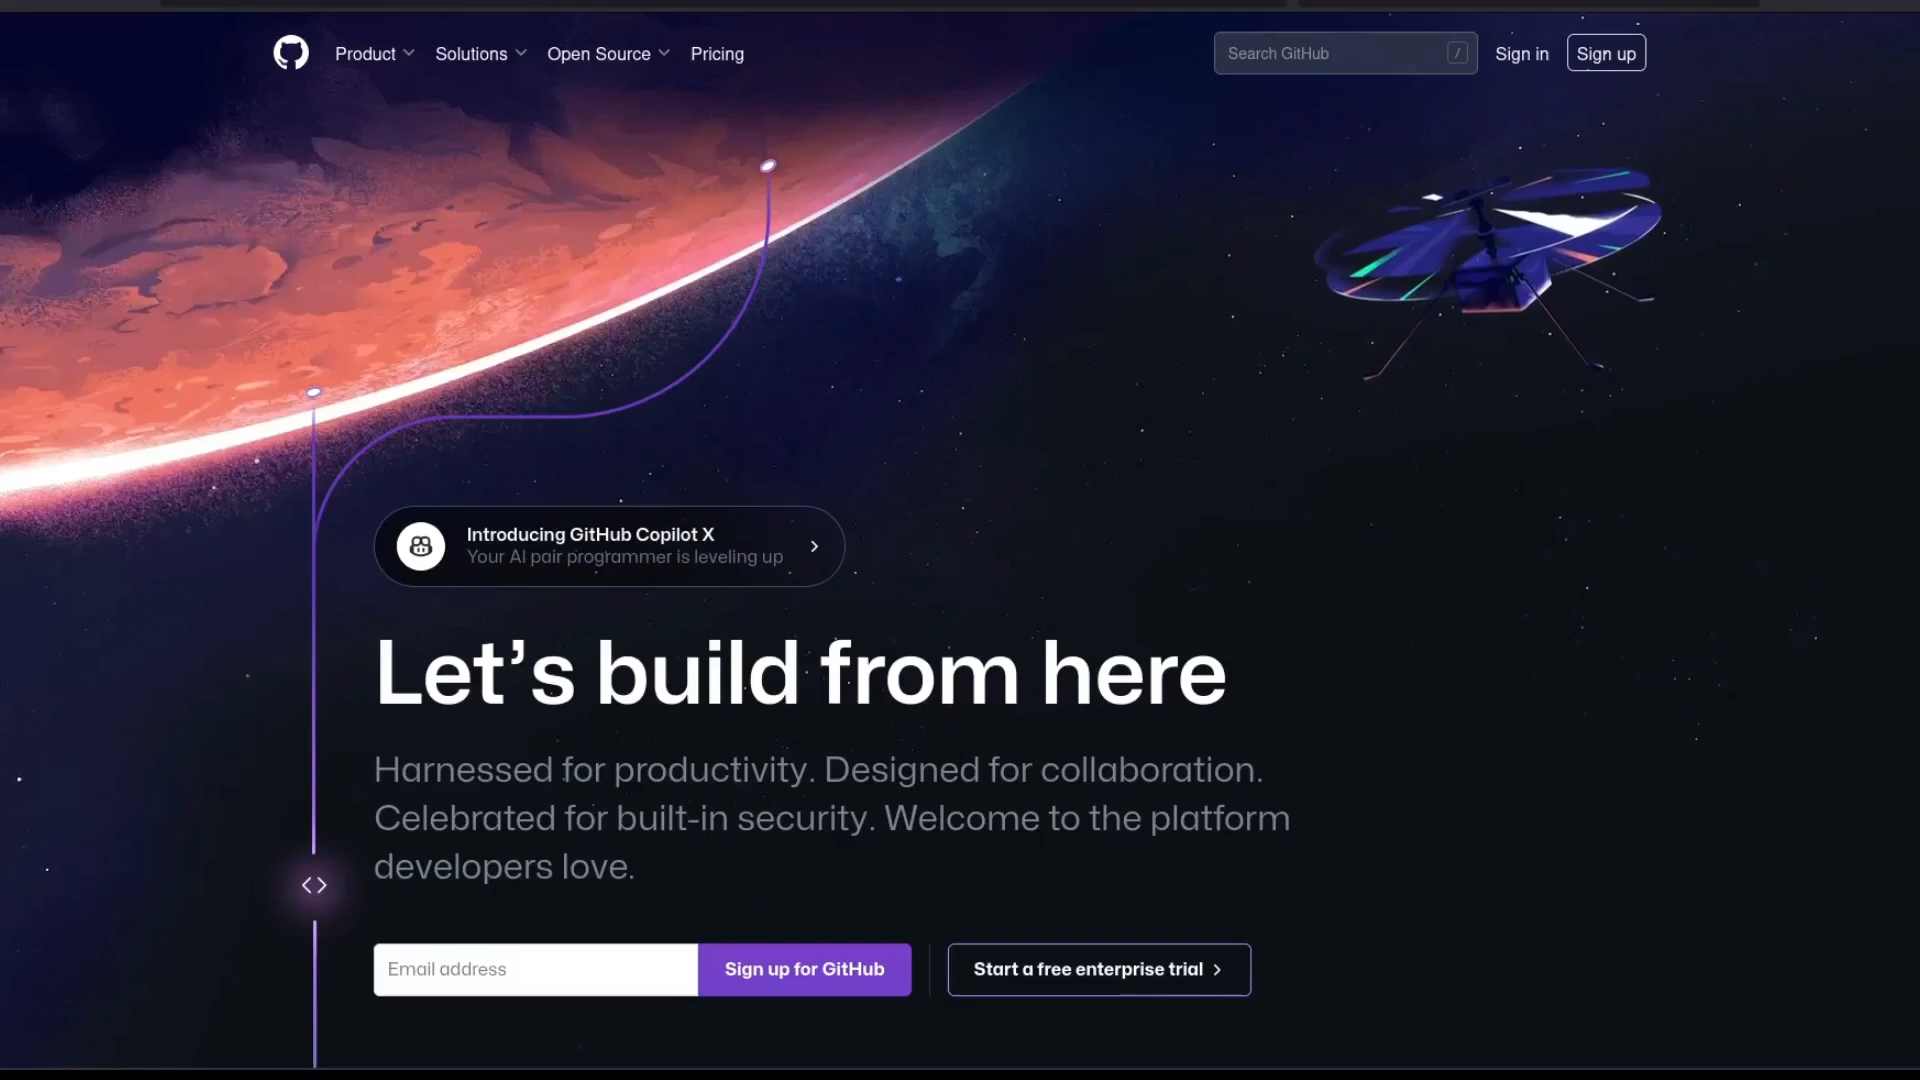 Product
Solutions
Open Source
Pricing
Search GitHub
/
Sign in
Sign up
Introducing GitHub Copilot X
Your AI pair programmer is leveling up
Let’s build from here
Harnessed for productivity. Designed for collaboration.
Celebrated for built-in security. Welcome to the platform
developers love.
Email address
Sign up for GitHub
Start a free enterprise trial